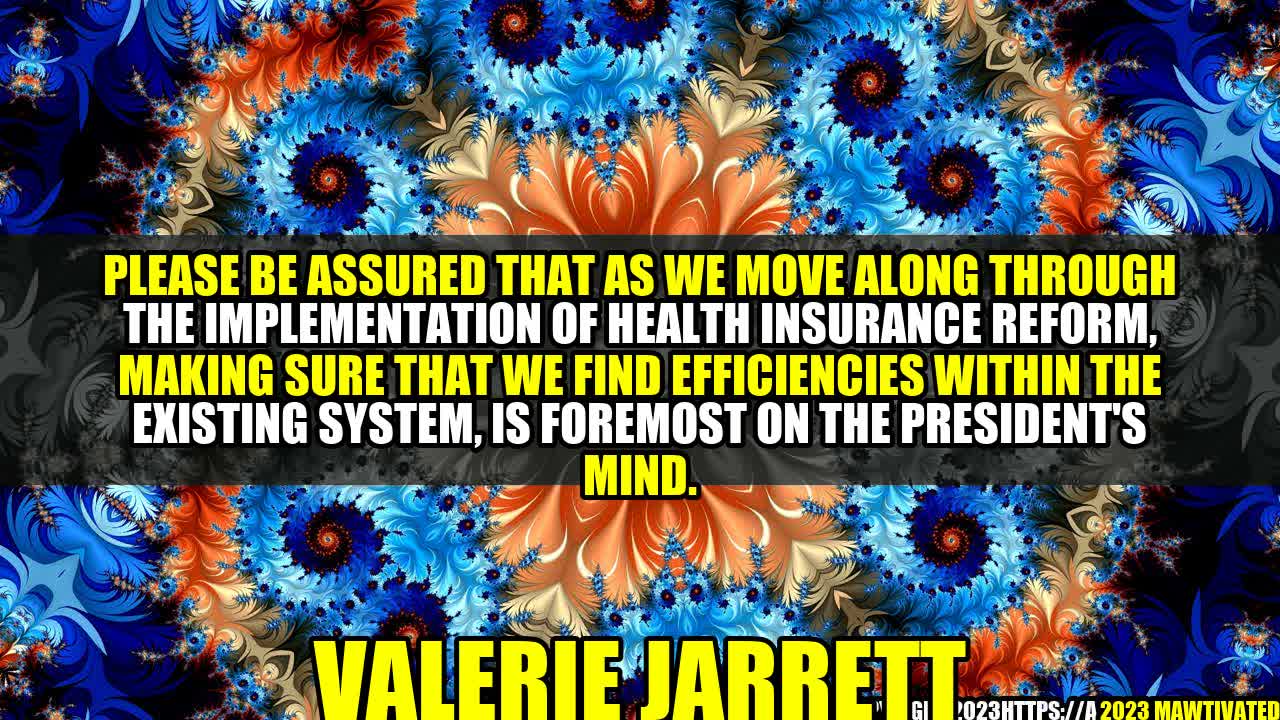 PLEASE BE ASSURED THAT AS WE MOVE ALONG THROUGH
THE IMPLEMENTATION OF HEALTH INSURANCE REFORM,
MAKING SURE THAT WE FIND EFFICIENCIES WITHIN THE
EXISTING SYSTEM, IS FOREMOST ON THE PRESIDENT'S
MIND.
VALERIE JARRETT
2023HTTPS://A 2023 MAWTIVATED